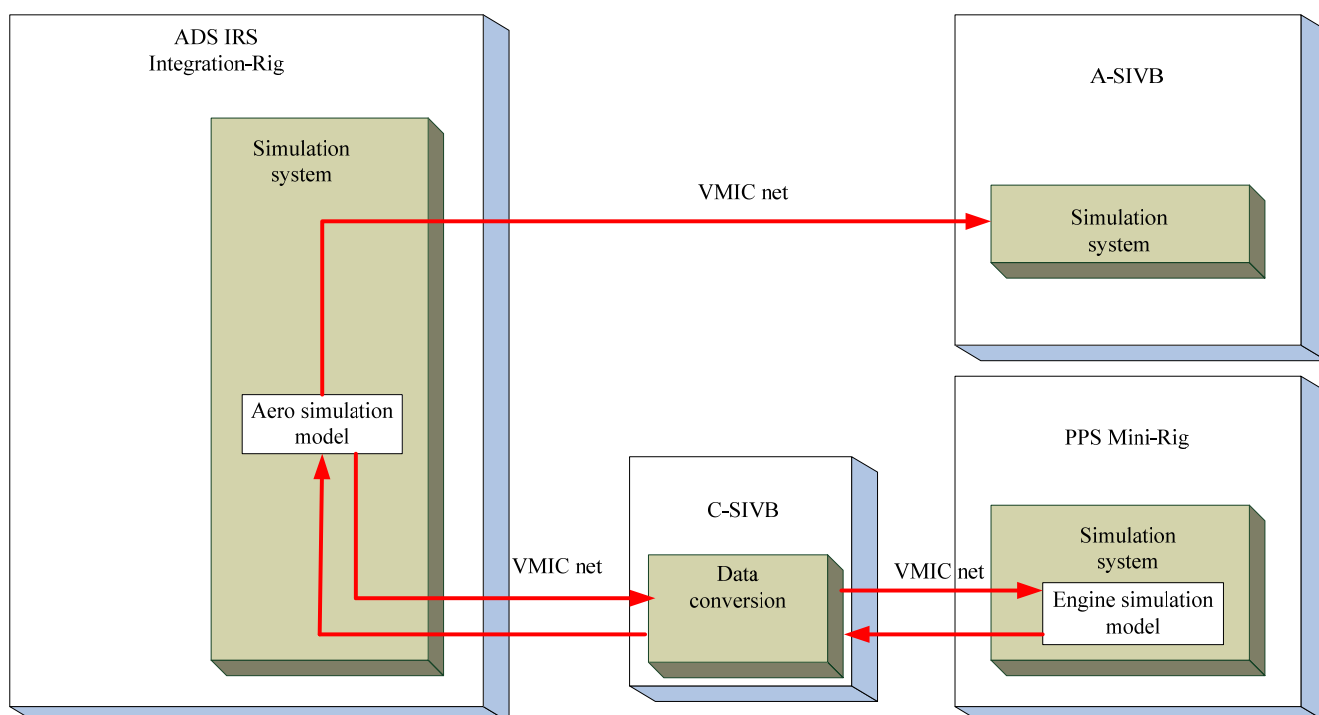 ADS IRS
Integration-Rig
Simulation
system
Aero simulation
model
VMIC net
A-SIVB
Simulation
system
VMIC net
C-SIVB
Data
conversion
VMIC net
PPS Mini-Rig
Simulation
system
Engine simulation
model